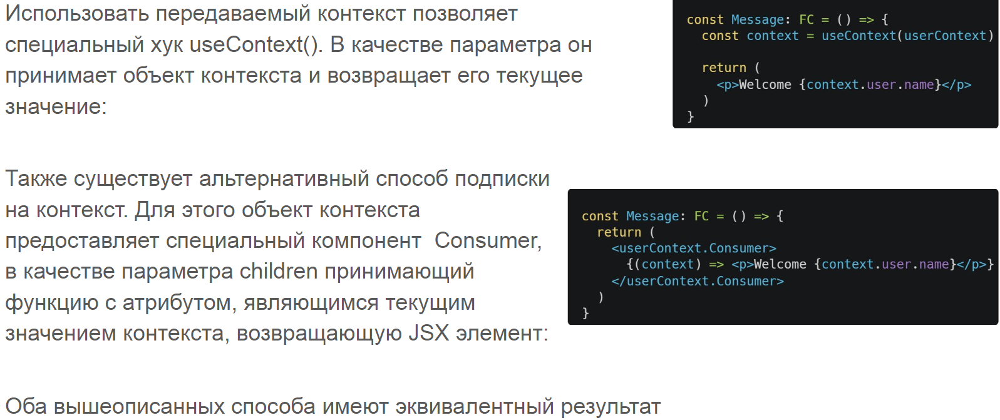 Использовать передаваемый контекст позволяет
специальный хук useContext(). В качестве параметра он
принимает объект контекста и возвращает его текущее
значение:
const Message: FC = () => {
  const context = useContext(userContext)
  return (
    <p>Welcome {context.user.name}</p>
  )
}
Также существует альтернативный способ подписки
на контекст. Для этого объект контекста
предоставляет специальный компонент  Consumer,
в качестве параметра children принимающий
функцию с атрибутом, являющимся текущим
значением контекста, возвращающую JSX элемент:
const Message: FC = () => {
  return (
    <userContext.Consumer>
      {(context) => <p>Welcome {context.user.name}</p>}
    </userContext.Consumer>
  )
}
Оба вышеописанных способа имеют эквивалентный результат